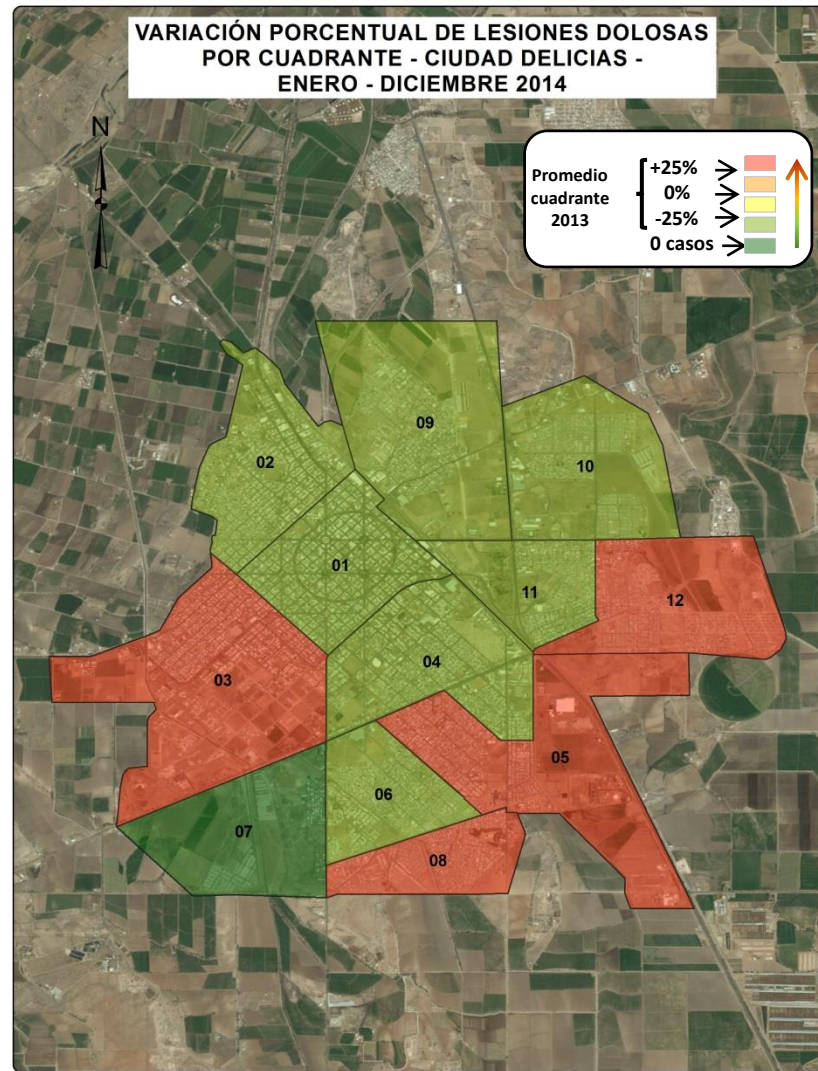 VARIACIÓN PORCENTUAL DE LESIONES DOLOSAS
POR CUADRANTE - CIUDAD DELICIAS -
ENERO - DICIEMBRE 2014
N
Promedio
cuadrante
2013
+25%
0%
-25%
0 casos
09
02
10
01
11
12
04
03
05
06
07
08